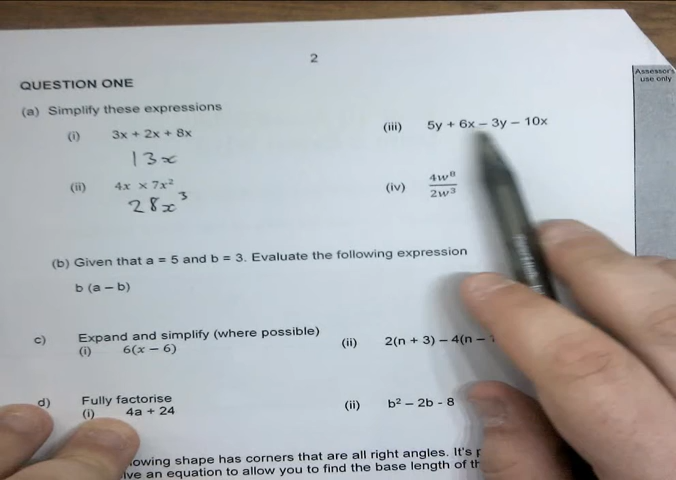 2
Assessor's
use only
QUESTION ONE
(a) Simplify these expressions
(i) 3x + 2x + 8x
13x
(ii) 4x × 7x²
28x³
(iii) 5y + 6x – 3y – 10x
(iv) 4w⁸
2w³
(b) Given that a = 5 and b = 3. Evaluate the following expression
b (a – b)
c) Expand and simplify (where possible)
(i) 6(x – 6)
(ii) 2(n + 3) – 4(n –
d) Fully factorise
(i) 4a + 24
(ii) b² – 2b - 8
shape has corners that are all right angles. It's
an equation to allow you to find the base length of